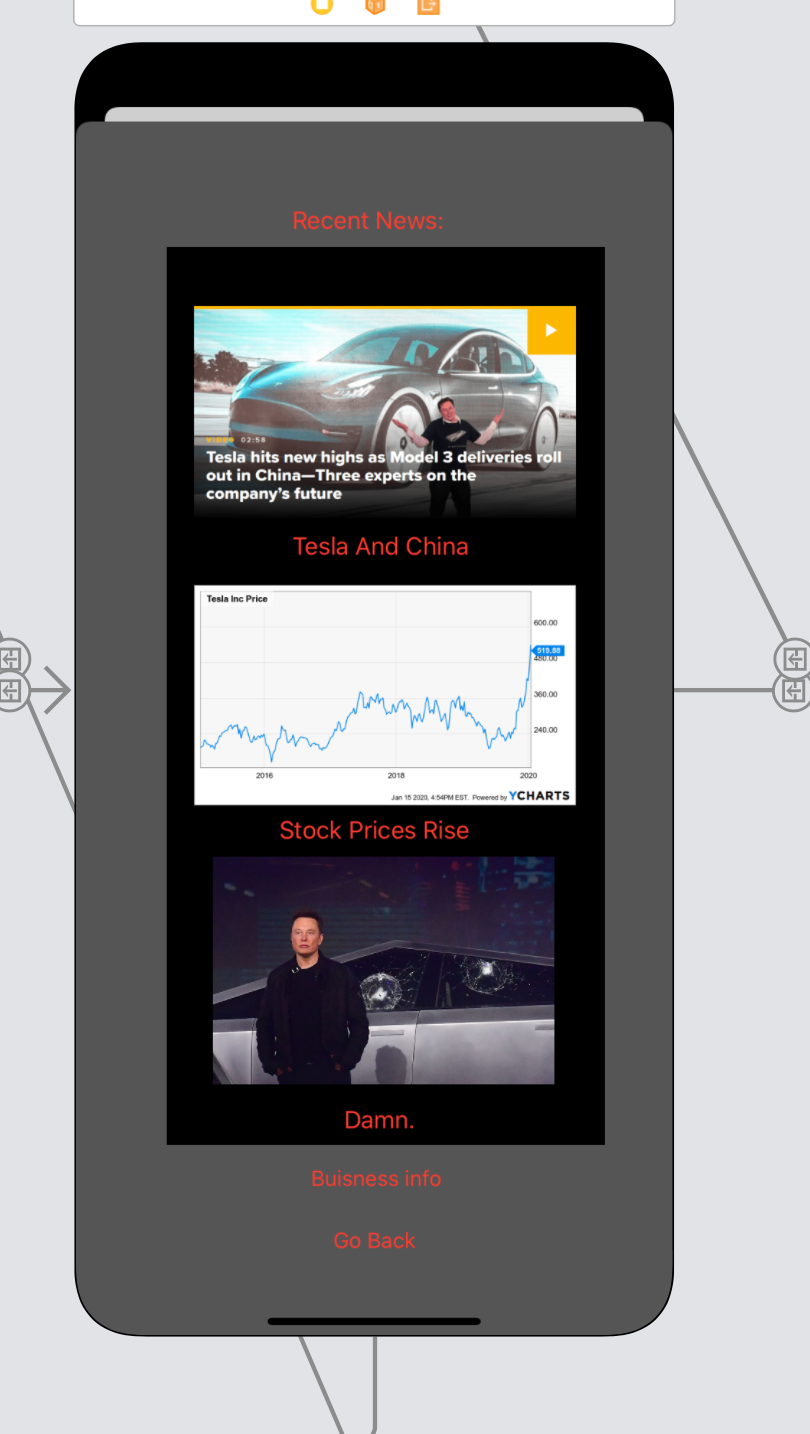 Recent News:
VIDEO 02:58
Tesla hits new highs as Model 3 deliveries roll
out in China—Three experts on the
company's future
Tesla And China
Tesla Inc Price
600.00
519.88
480.00
360.00
240.00
2016 2018 2020
Jan 15 2020, 4:54PM EST. Powered by YCHARTS
Stock Prices Rise
Damn.
Buisness info
Go Back